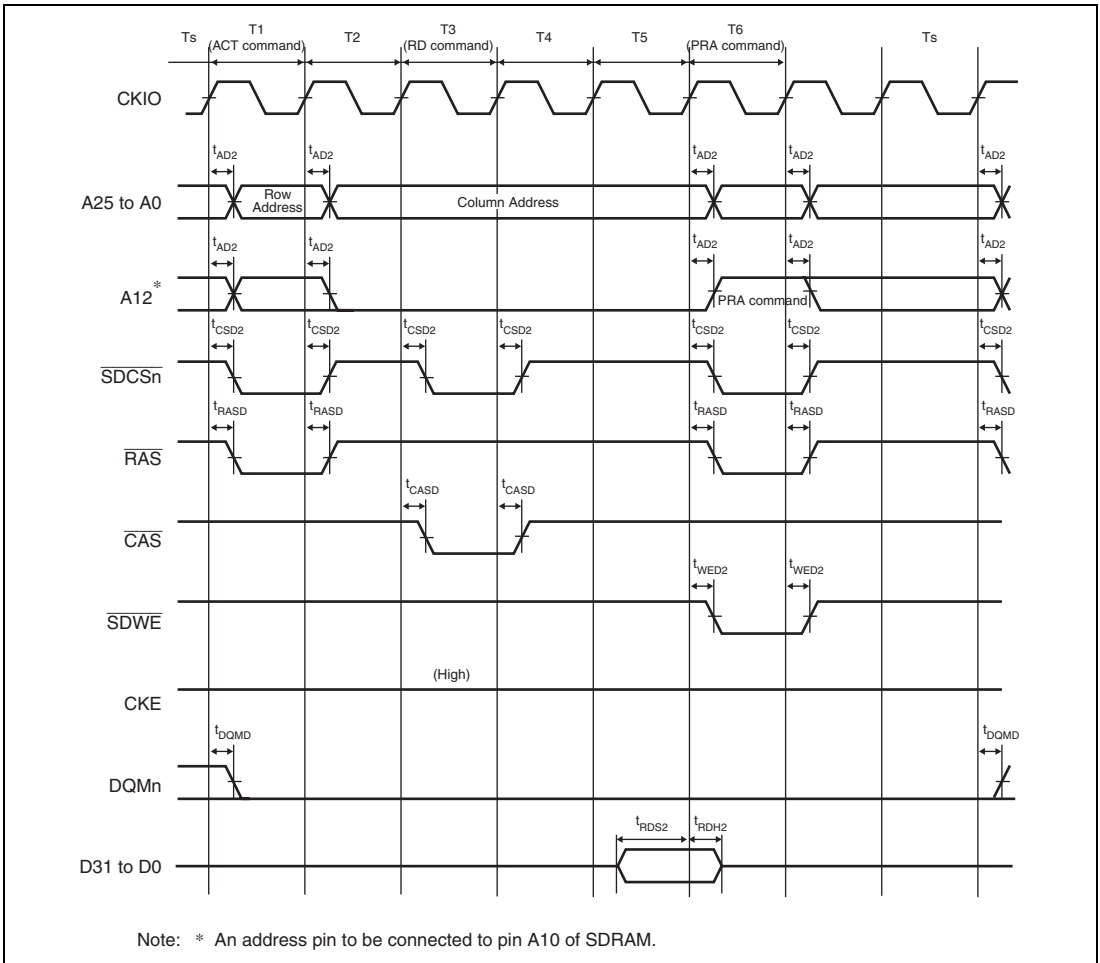 Ts T1 T2 T3 T4 T5 T6 Ts
(ACT command) (RD command) (PRA command)
CKIO
tAD2 tAD2 tAD2 tAD2 tAD2
A25 to A0 Row Address Column Address
tAD2 tAD2 tAD2 tAD2 tAD2
A12* PRA command
tCSD2 tCSD2 tCSD2 tCSD2 tCSD2 tCSD2 tCSD2
SDCSn
tRASD tRASD tRASD tRASD tRASD
RAS
tCASD tCASD
CAS
tWED2 tWED2
SDWE
(High)
CKE
tDQMD tDQMD
DQMn
tRDS2 tRDH2
D31 to D0
Note: * An address pin to be connected to pin A10 of SDRAM.